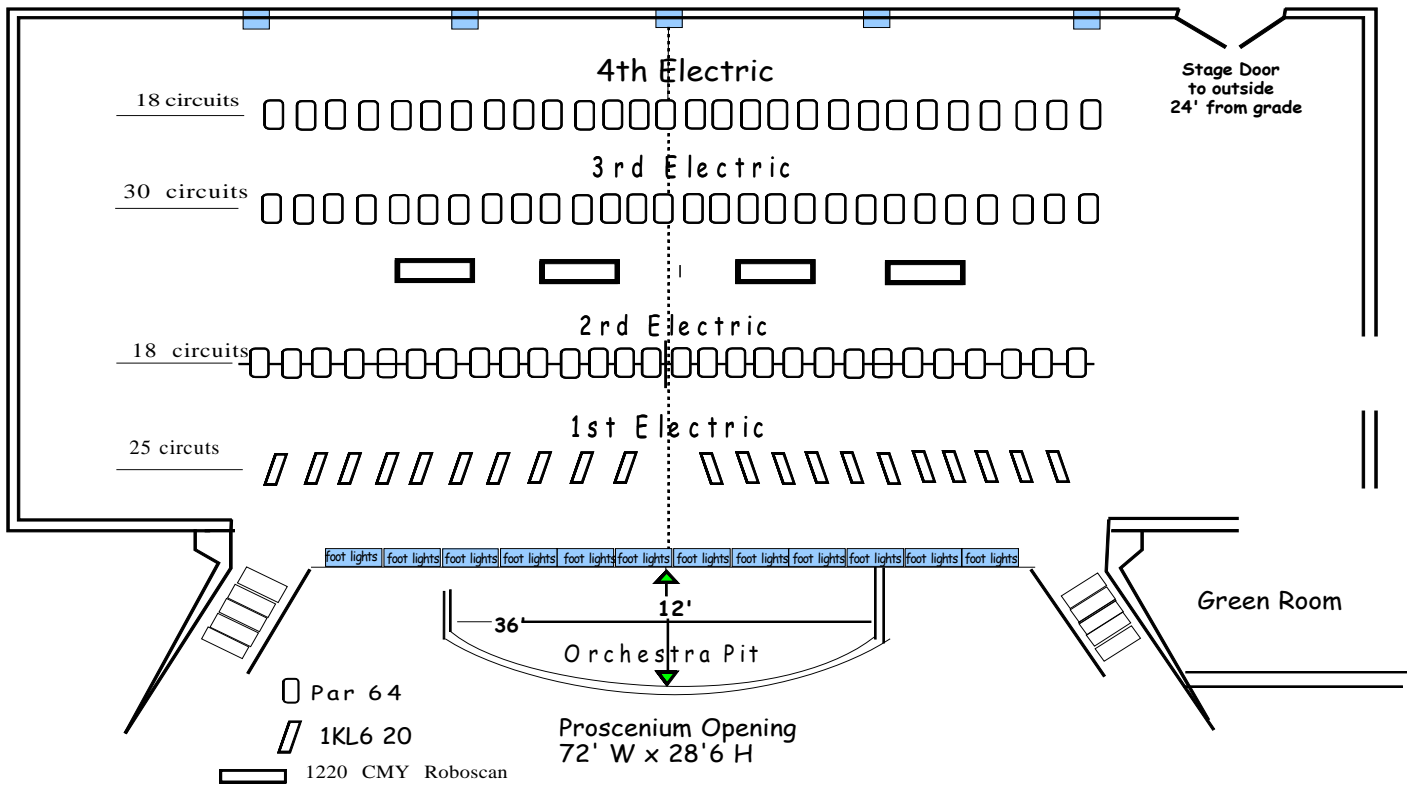 4th Electric
Stage Door
to outside
24' from grade
18 circuits
3rd Electric
30 circuits
2rd Electric
18 circuits
1st Electric
25 circuts
foot lights foot lights foot lights foot lights foot lights foot lights foot lights foot lights foot lights foot lights foot lights foot lights
12'
36'
Green Room
Orchestra Pit
Par 64
1KL6 20
1220 CMY Roboscan
Proscenium Opening
72' W x 28'6 H